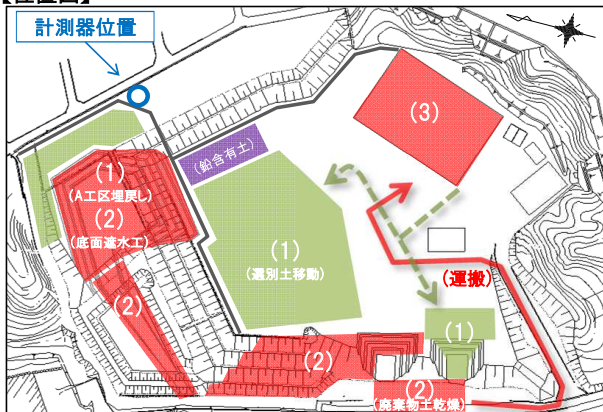 【位置図】
計測器位置
(3)
(鉛含有土)
(1)
(A工区埋戻し)
(2)
(底面遮水工)
(1)
(選別土移動)
(運搬)
(2)
(1)
(2)
(2)
(廃棄物土乾燥)